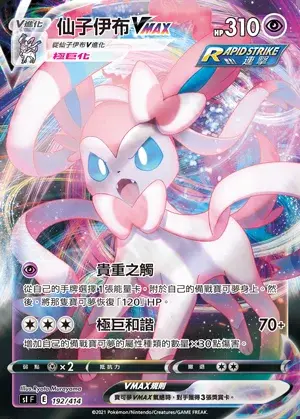 V進化
仙子伊布VMAX
HP310
從仙子伊布V進化
極巨化
RAPID STRIKE
連擊
貴重之觸
從自己的手牌選擇1張能量卡,附於自己的備戰寶可夢身上。然
後,將那隻寶可夢恢復「120」HP。
極巨和諧 70+
增加自己的備戰寶可夢的屬性種類的數量×30點傷害。
弱點 ×2 抵抗力 撤退
VMAX規則
寶可夢VMAX氣絕時,對手獲得3張獎賞卡。
Illus. Kyoto Murayama
sI F E 192/414
©2021 Pokémon/Nintendo/Creatures/GAME FREAK.